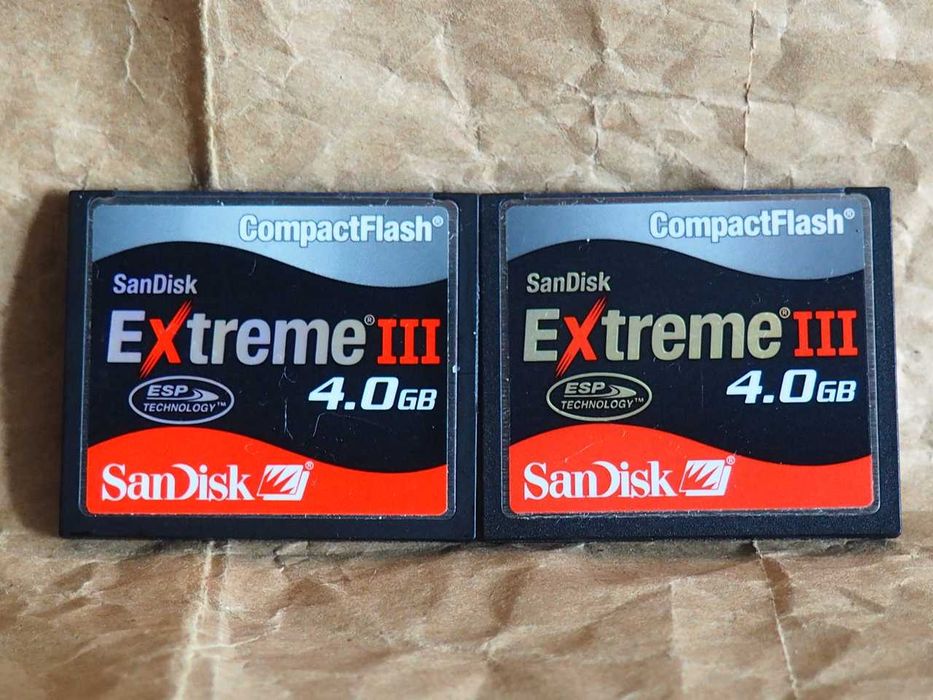 CompactFlash®
SanDisk
Extreme® III
ESP
TECHNOLOGY™
4.0GB
SanDisk®
CompactFlash®
SanDisk
Extreme® III
ESP
TECHNOLOGY™
4.0GB
SanDisk®